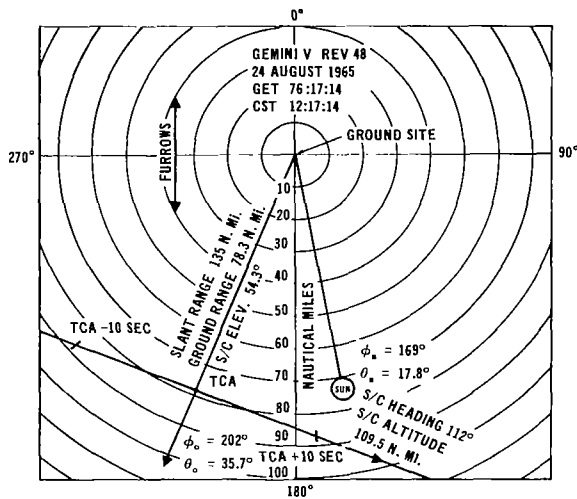 0°
GEMINI V REV 48
24 AUGUST 1965
GET 76:17:14
CST 12:17:14
GROUND SITE
270°
90°
FURROWS
10
20
30
40
50
60
70
80
90
100
SLANT RANGE 135 N. MI.
GROUND RANGE 78.3 N. MI.
S/C ELEV. 54.3°
NAUTICAL MILES
TCA -10 SEC
TCA
TCA +10 SEC
ϕₒ = 202°
θₒ = 35.7°
ϕₛ = 169°
θₛ = 17.8°
SUN
S/C HEADING 112°
S/C ALTITUDE
109.5 N. MI.
180°